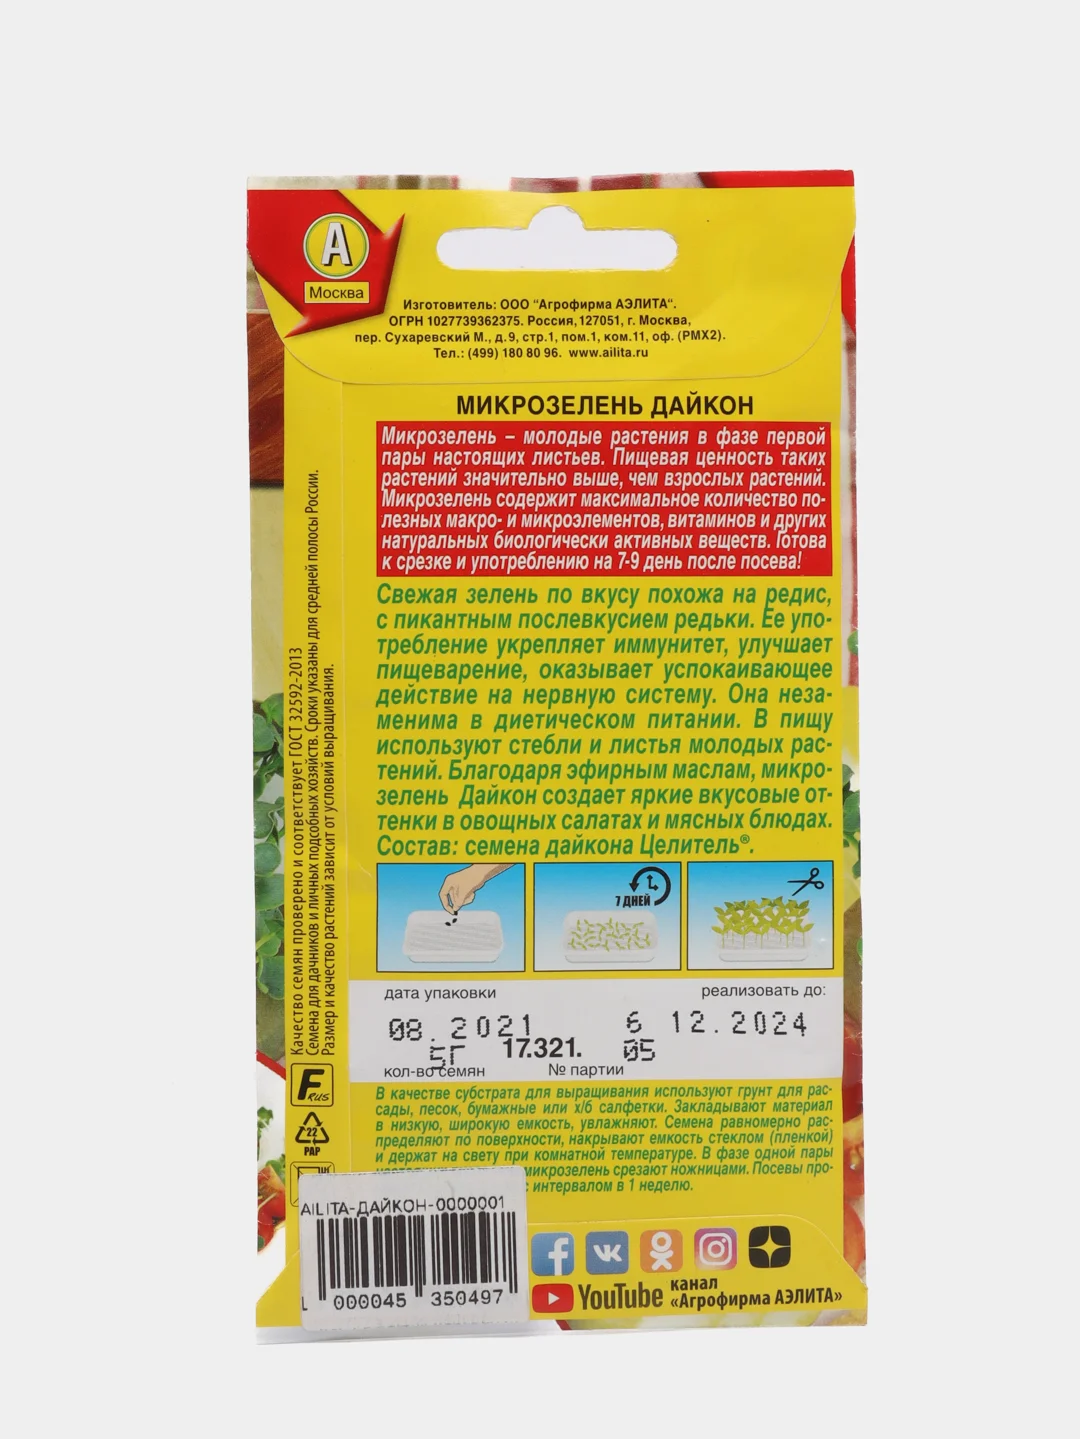 А
Москва
Изготовитель: ООО “Агрофирма АЭЛИТА“.
ОГРН 1027739362375. Россия,127051, г. Москва,
пер. Сухаревский М., д.9, стр.1, пом.1, ком.11, оф. (РМХ2).
Тел.: (499) 180 80 96. www.ailita.ru
МИКРОЗЕЛЕНЬ ДАЙКОН
Микрозелень – молодые растения в фазе первой
пары настоящих листьев. Пищевая ценность таких
растений значительно выше, чем взрослых растений.
Микрозелень содержит максимальное количество по-
лезных макро- и микроэлементов, витаминов и других
натуральных биологически активных веществ. Готова
к срезке и употреблению на 7-9 день после посева!
Свежая зелень по вкусу похожа на редис,
с пикантным послевкусием редьки. Ее упо-
требление укрепляет иммунитет, улучшает
пищеварение, оказывает успокаивающее
действие на нервную систему. Она неза-
менима в диетическом питании. В пищу
используют стебли и листья молодых рас-
тений. Благодаря эфирным маслам, микро-
зелень Дайкон создает яркие вкусовые от-
тенки в овощных салатах и мясных блюдах.
Состав: семена дайкона Целитель®.
7 ДНЕЙ
дата упаковки
реализовать до:
08.2021
6 12.2024
5Г
17.321.
05
кол-во семян
№ партии
В качестве субстрата для выращивания используют грунт для рас-
сады, песок, бумажные или х/б салфетки. Закладывают материал
в низкую, широкую емкость, увлажняют. Семена равномерно рас-
пределяют по поверхности, накрывают емкость стеклом (пленкой)
и держат на свету при комнатной температуре. В фазе одной пары
микрозелень срезают ножницами. Посевы про-
с интервалом в 1 неделю.
Качество семян проверено и соответствует ГОСТ 32592-2013
Семена для дачников и личных подсобных хозяйств. Сроки указаны для средней полосы России.
Размер и качество растений зависит от условий выращивания.
F RUS
22
PAP
AILITA-ДАЙКОН-0000001
000045 350497
YouTube
канал
«Агрофирма АЭЛИТА»